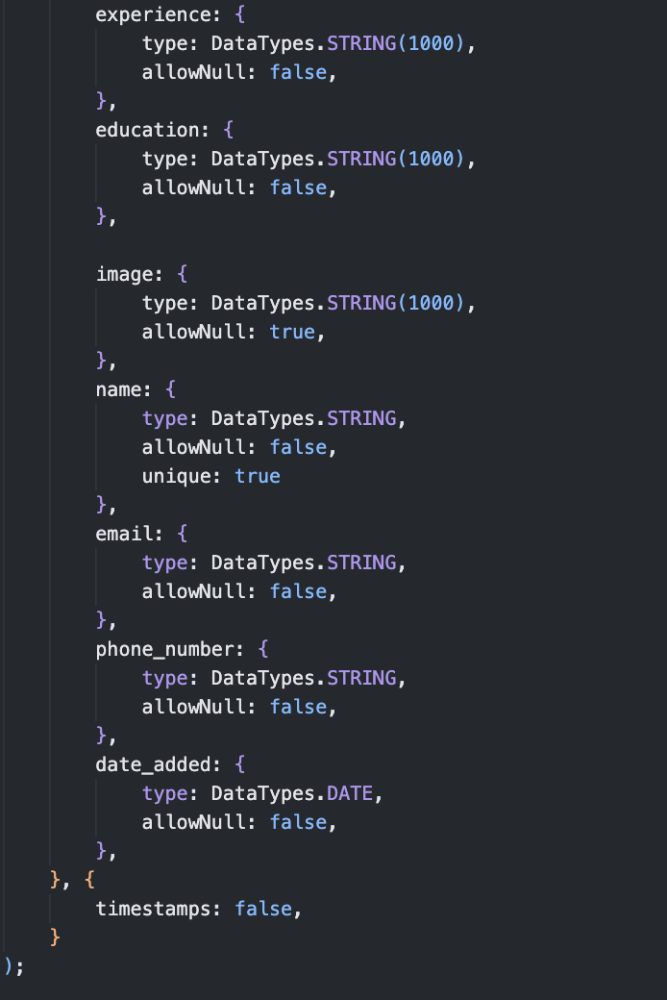 experience: {
type: DataTypes.STRING(1000),
allowNull: false,
},
education: {
type: DataTypes.STRING(1000),
allowNull: false,
},
image: {
type: DataTypes.STRING(1000),
allowNull: true,
},
name: {
type: DataTypes.STRING,
allowNull: false,
unique: true
},
email: {
type: DataTypes.STRING,
allowNull: false,
},
phone_number: {
type: DataTypes.STRING,
allowNull: false,
},
date_added: {
type: DataTypes.DATE,
allowNull: false,
},
}, {
timestamps: false,
}
);